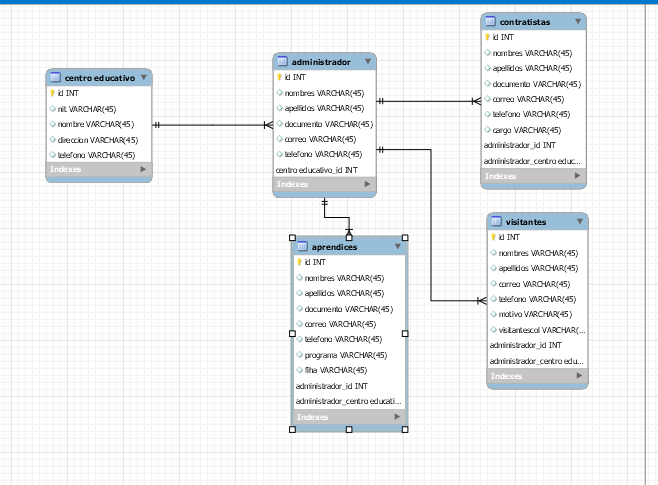 centro educativo
id INT
nit VARCHAR(45)
nombre VARCHAR(45)
direccion VARCHAR(45)
telefono VARCHAR(45)
Indexes
administrador
id INT
nombres VARCHAR(45)
apellidos VARCHAR(45)
documento VARCHAR(45)
correo VARCHAR(45)
telefono VARCHAR(45)
centro educativo_id INT
Indexes
contratistas
id INT
nombres VARCHAR(45)
apellidos VARCHAR(45)
documento VARCHAR(45)
correo VARCHAR(45)
telefono VARCHAR(45)
cargo VARCHAR(45)
administrador_id INT
administrador_centro educ...
Indexes
aprendices
id INT
nombres VARCHAR(45)
apellidos VARCHAR(45)
documento VARCHAR(45)
correo VARCHAR(45)
telefono VARCHAR(45)
programa VARCHAR(45)
fiha VARCHAR(45)
administrador_id INT
administrador_centro educati...
Indexes
visitantes
id INT
nombres VARCHAR(45)
apellidos VARCHAR(45)
correo VARCHAR(45)
telefono VARCHAR(45)
motivo VARCHAR(45)
visitantescol VARCHAR(...
administrador_id INT
administrador_centro edu...
Indexes